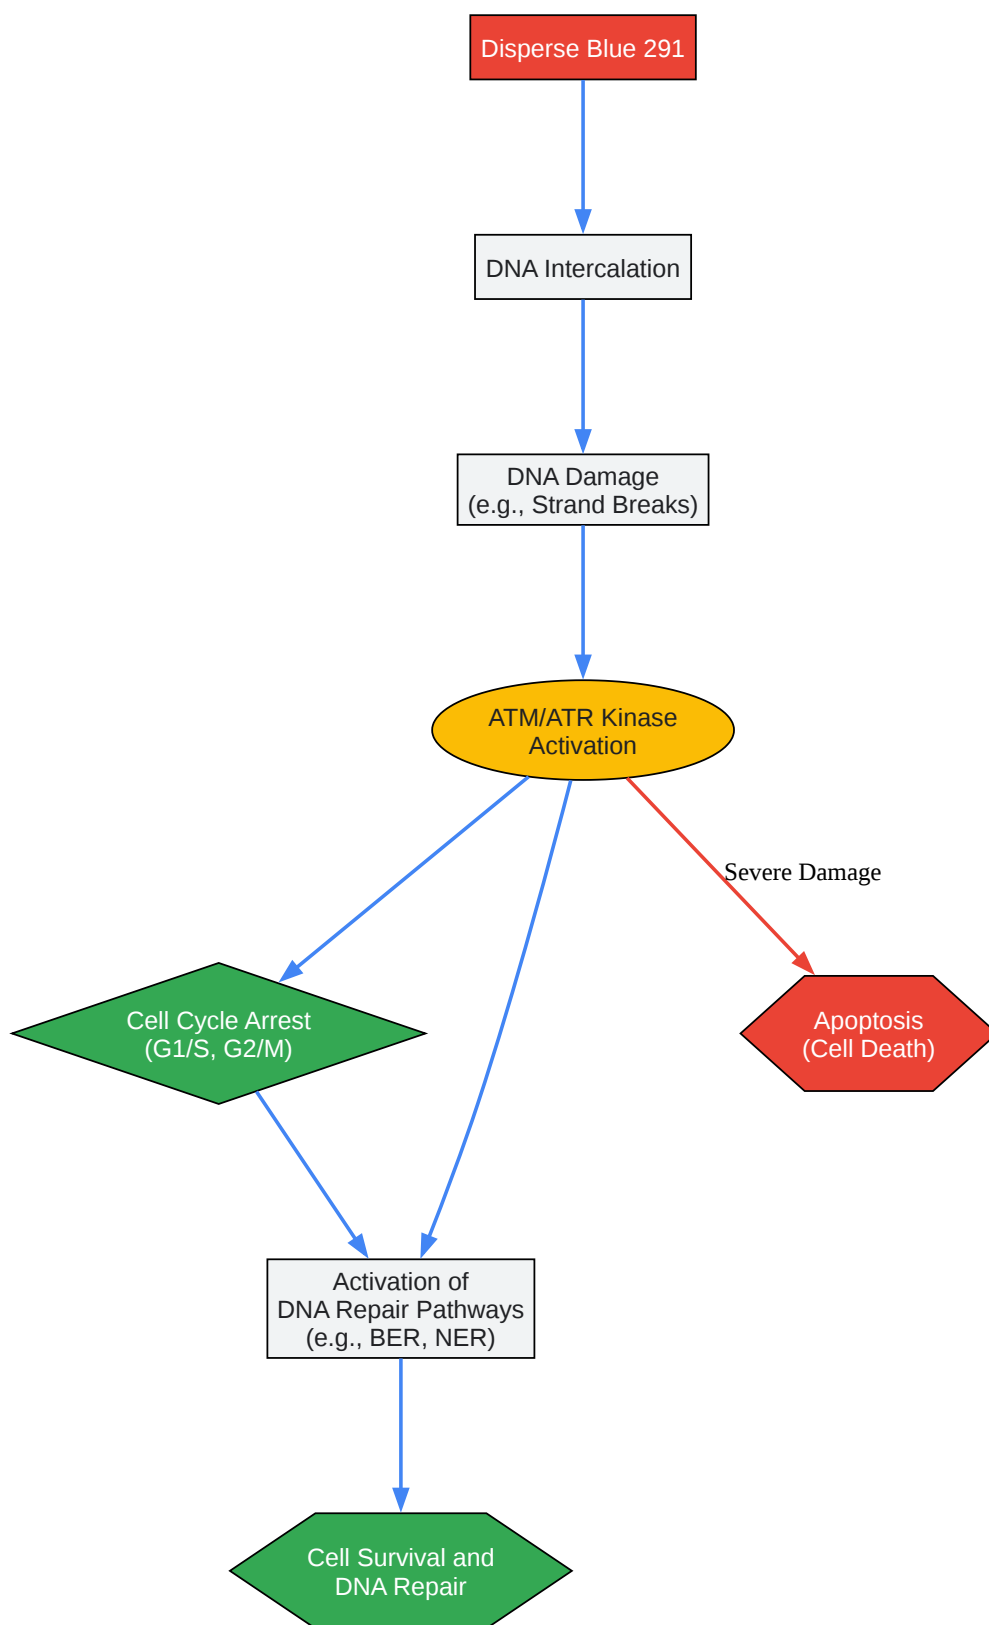 Disperse Blue 291
DNA Intercalation
DNA Damage
(e.g., Strand Breaks)
ATM/ATR Kinase
Activation
Severe Damage
Cell Cycle Arrest
(G1/S, G2/M)
Apoptosis
(Cell Death)
Activation of
DNA Repair Pathways
(e.g., BER, NER)
Cell Survival and
DNA Repair